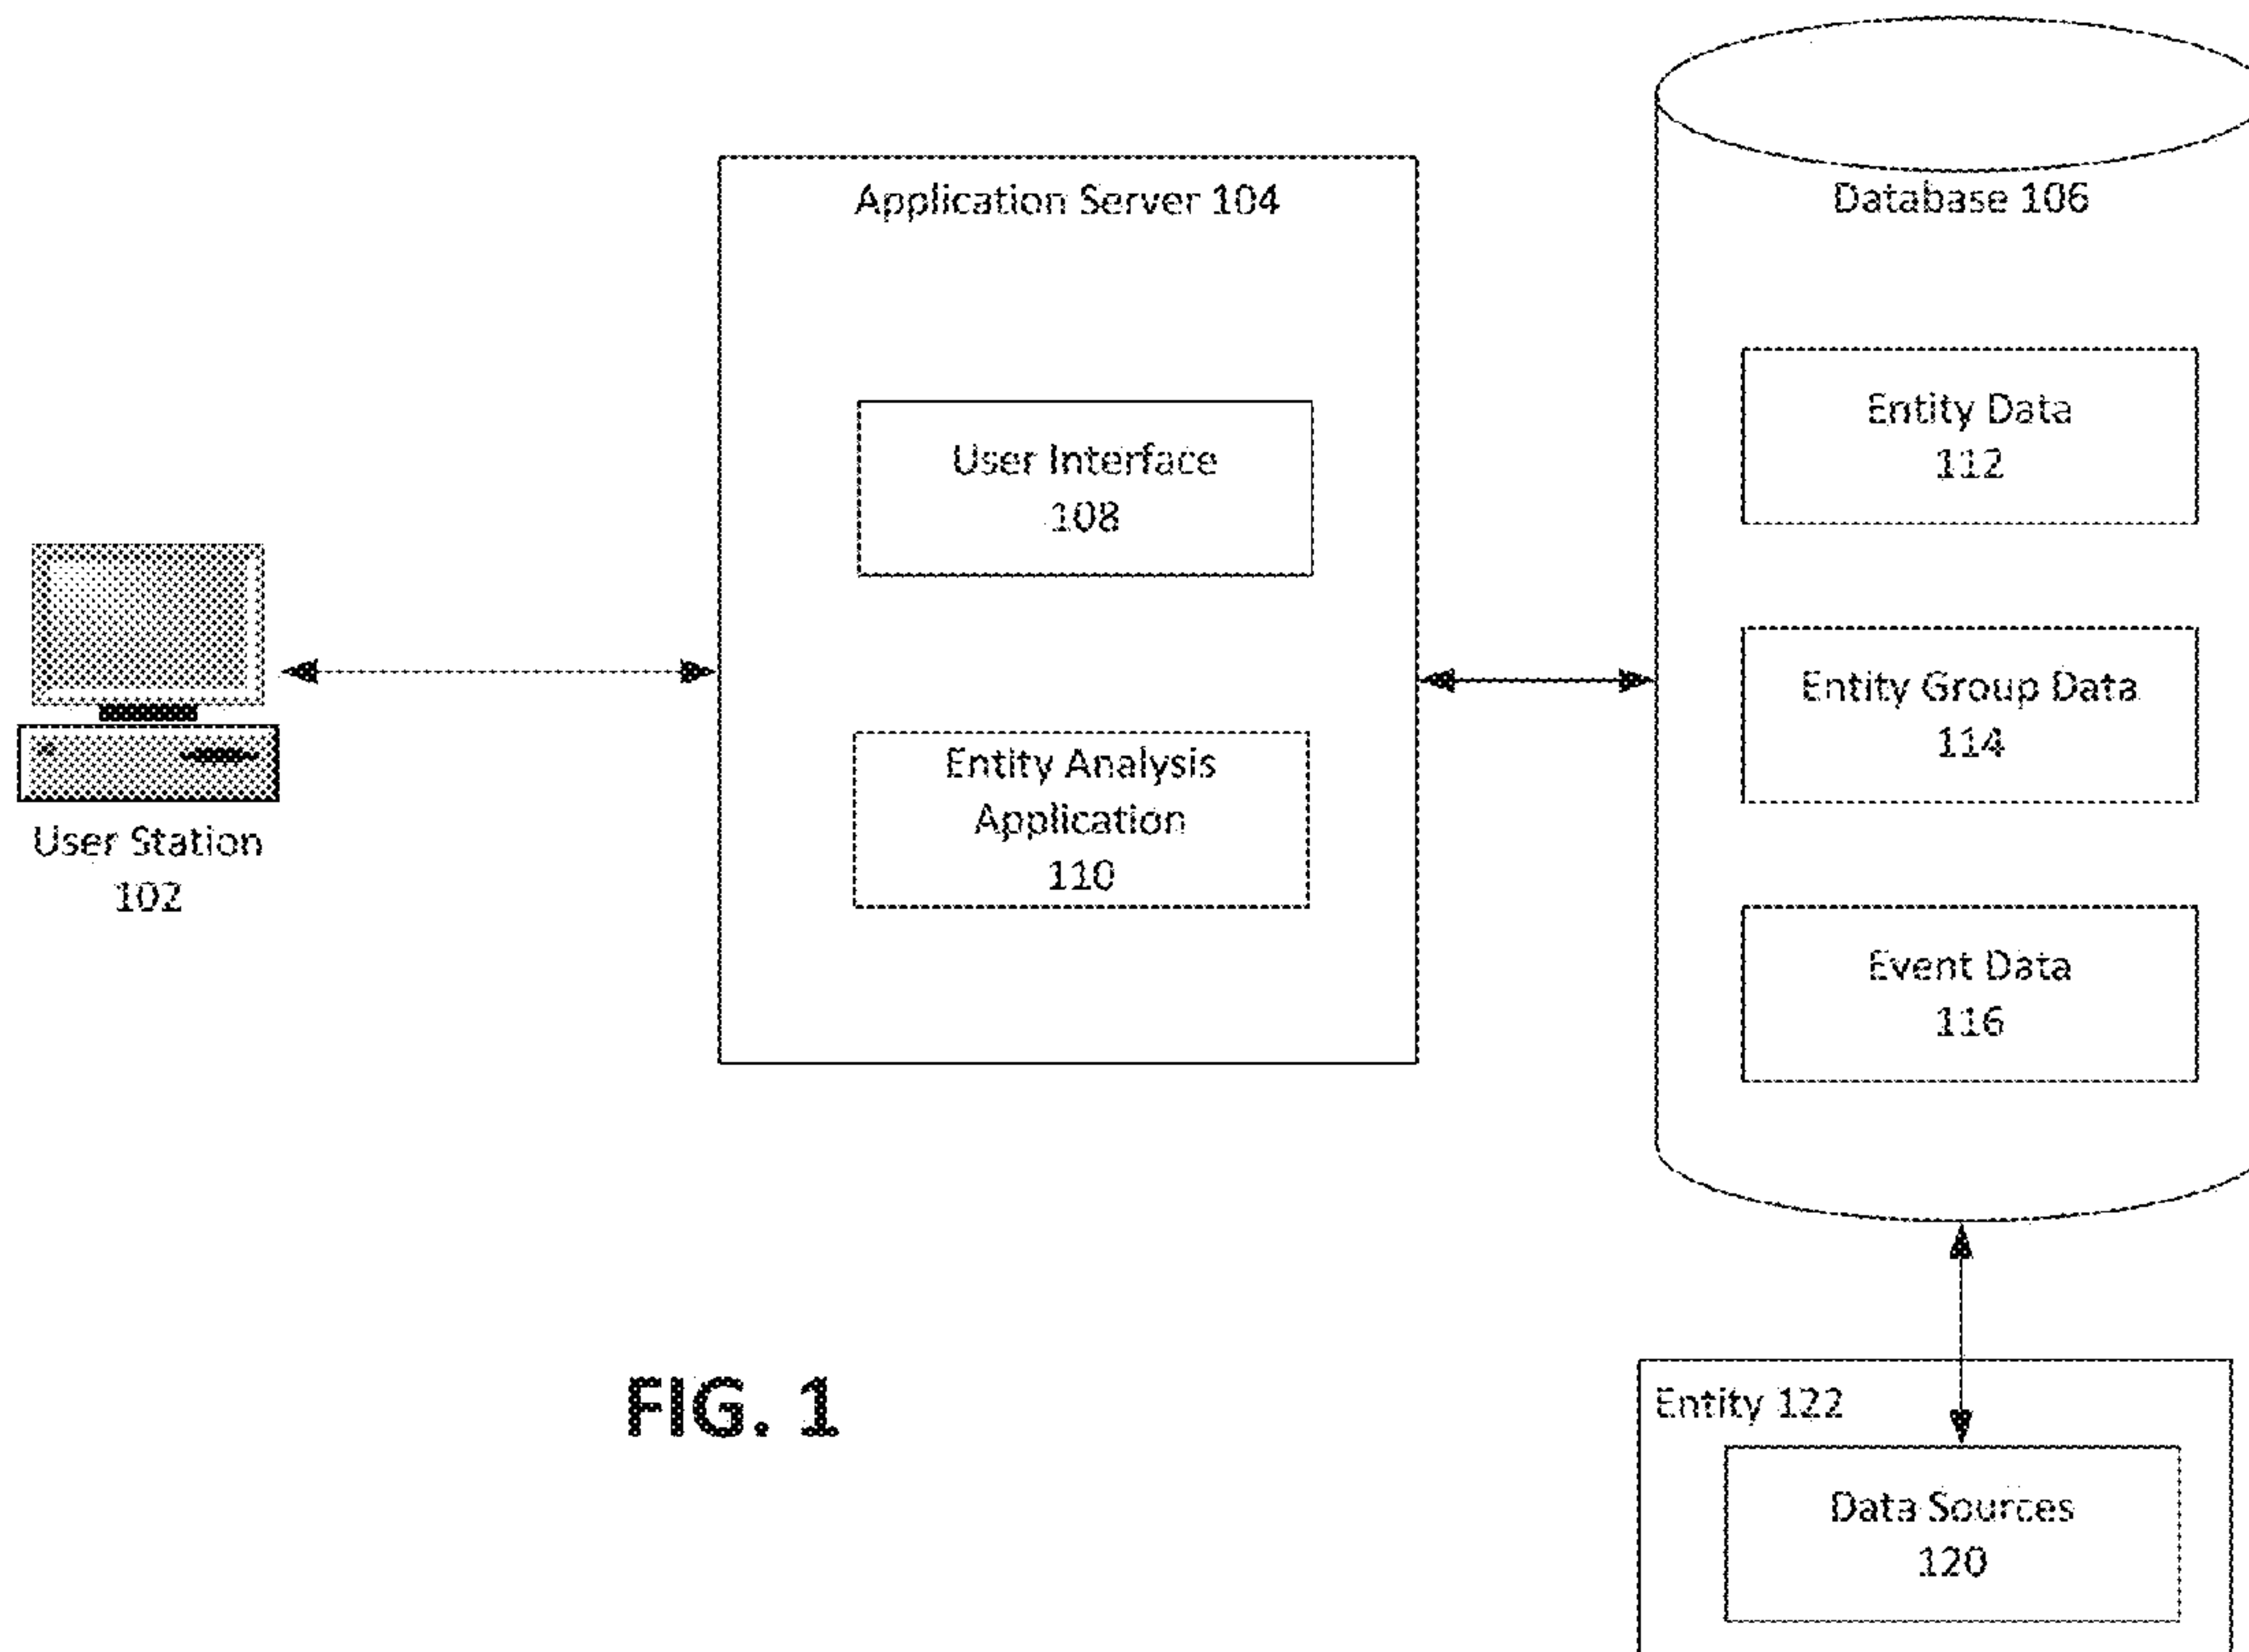 Application Server 104
Database 106
User Interface
108
Entity Analysis
Application
110
Entity Data
112
Entity Group Data
114
Event Data
116
User Station
102
FIG. 1
Entity 122
Data Sources
120